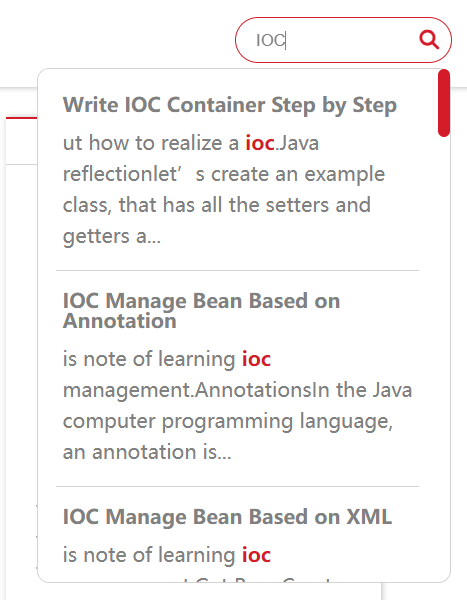 IOC
Write IOC Container Step by Step
ut how to realize a ioc.Java
reflectionlet’s create an example
class, that has all the setters and
getters a...
IOC Manage Bean Based on
Annotation
is note of learning ioc
management.AnnotationsIn the Java
computer programming language,
an annotation is...
IOC Manage Bean Based on XML
is note of learning ioc